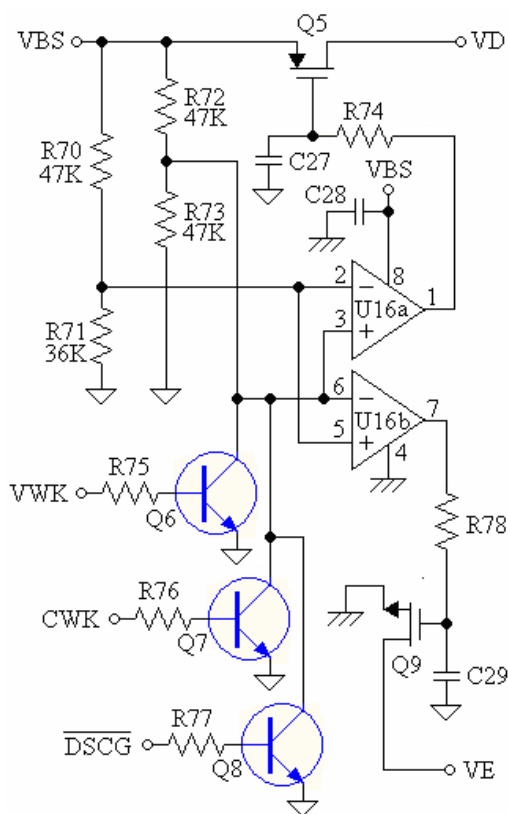 VBS
Q5
VD
R72
47K
R74
R70
47K
C27
VBS
C28
R73
47K
2
8
1
U16a
3
R71
36K
6
7
U16b
5
4
R75
VWK
Q6
R78
R76
CWK
Q7
Q9
C29
R77
DSCG
Q8
VE